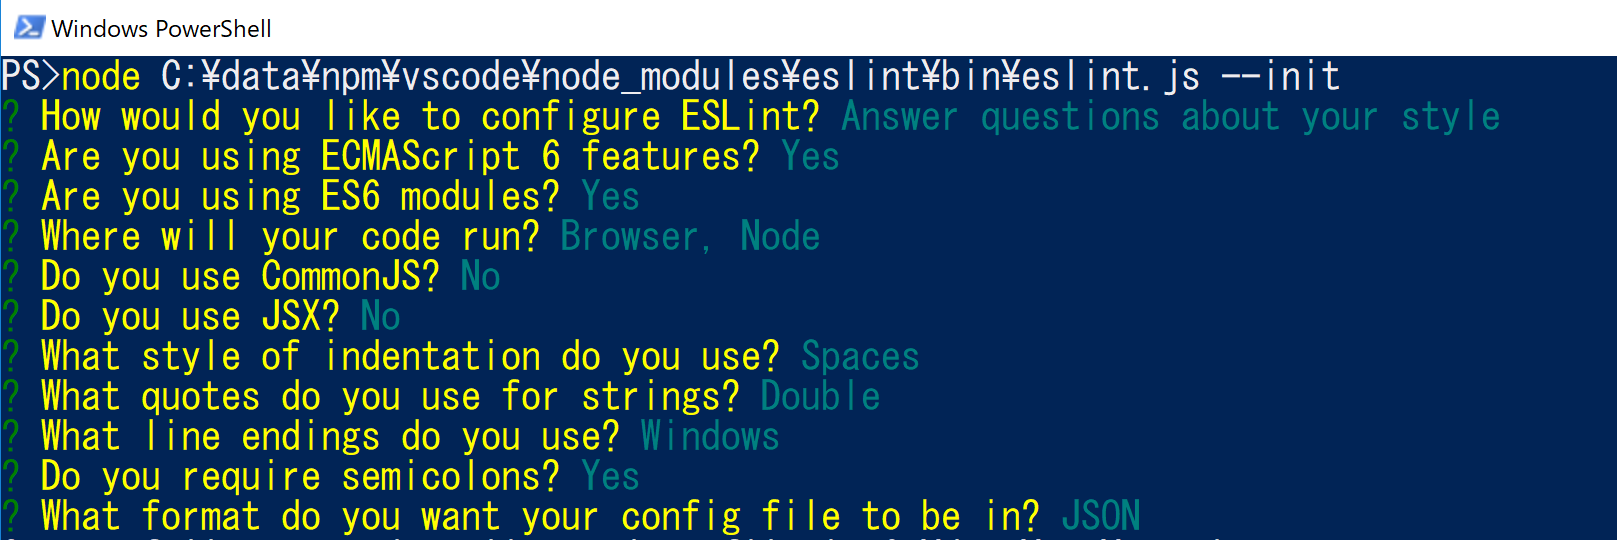 Windows PowerShell
PS>node C:¥data¥npm¥vscode¥node_modules¥eslint¥bin¥eslint.js --init
? How would you like to configure ESLint? Answer questions about your style
? Are you using ECMAScript 6 features? Yes
? Are you using ES6 modules? Yes
? Where will your code run? Browser, Node
? Do you use CommonJS? No
? Do you use JSX? No
? What style of indentation do you use? Spaces
? What quotes do you use for strings? Double
? What line endings do you use? Windows
? Do you require semicolons? Yes
? What format do you want your config file to be in? JSON